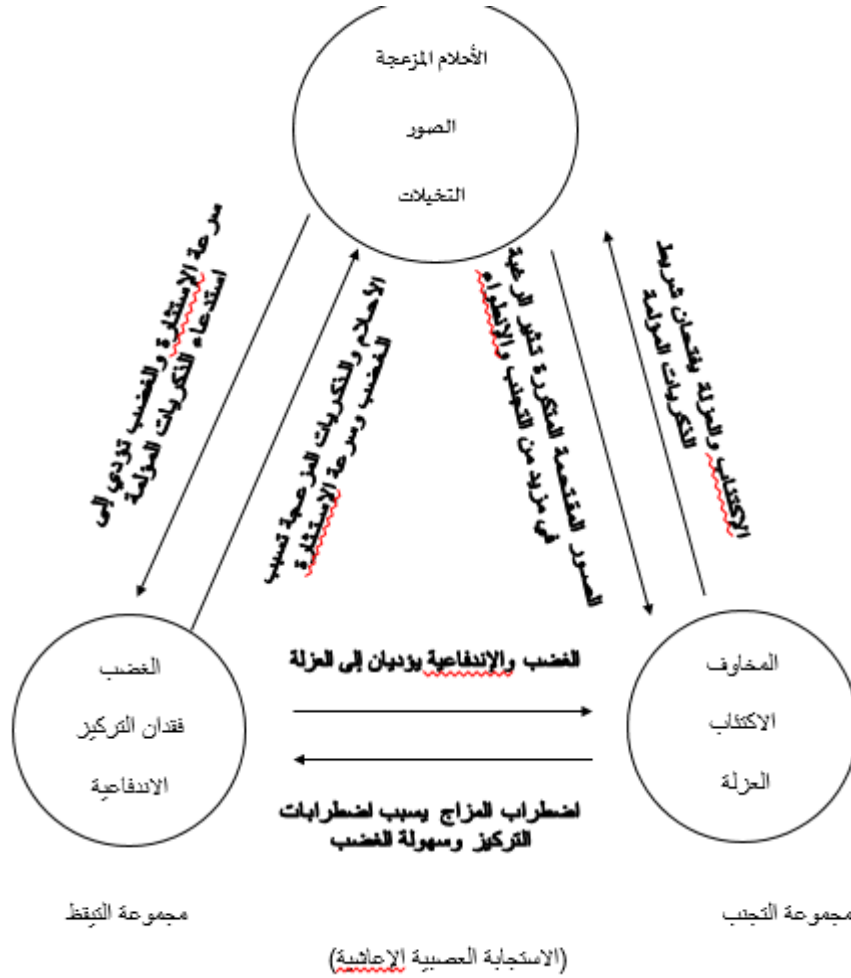 الأحلام المزعجة
الصور
التخيلات
سرعة الإستثارة والغضب تؤدي إلى
استدعاء الذكريات المؤلمة
الأحلام والذكريات المزعجة تسبب
الغضب وسرعة الإستثارة
الصور المقتحمة المتكررة تثير الرغبة
في مزيد من التجنب والإنطواء
الإكتئاب والعزلة يفتحان شريط
الذكريات المؤلمة
الغضب
فقدان التركيز
الاندفاعية
الغضب والإندفاعية يؤديان إلى العزلة
اضطراب المزاج يسبب اضطرابات
التركيز وسهولة الغضب
المخاوف
الاكتئاب
العزلة
مجموعة التجنب
مجموعة التيقظ
(الاستجابة العصبية الإعاشية)